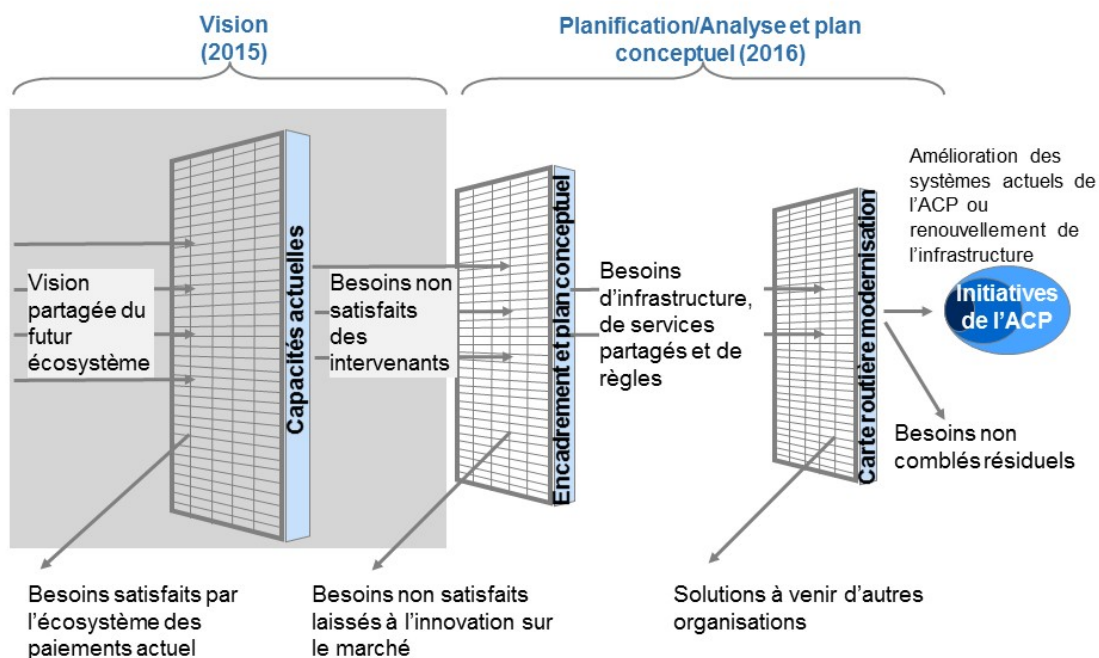 Vision
(2015)
Planification/Analyse et plan
conceptuel (2016)
Vision
partagée du
futur
écosystème
Capacités actuelles
Besoins non
satisfaits
des
intervenants
Encadrement et plan conceptuel
Besoins
d’infrastructure,
de services
partagés et de
règles
Carte routière modernisation
Amélioration des
systèmes actuels de
l’ACP ou
renouvellement de
l’infrastructure
Initiatives
de l’ACP
Besoins non
comblés résiduels
Besoins satisfaits par
l’écosystème des
paiements actuel
Besoins non satisfaits
laissés à l’innovation sur
le marché
Solutions à venir d’autres
organisations